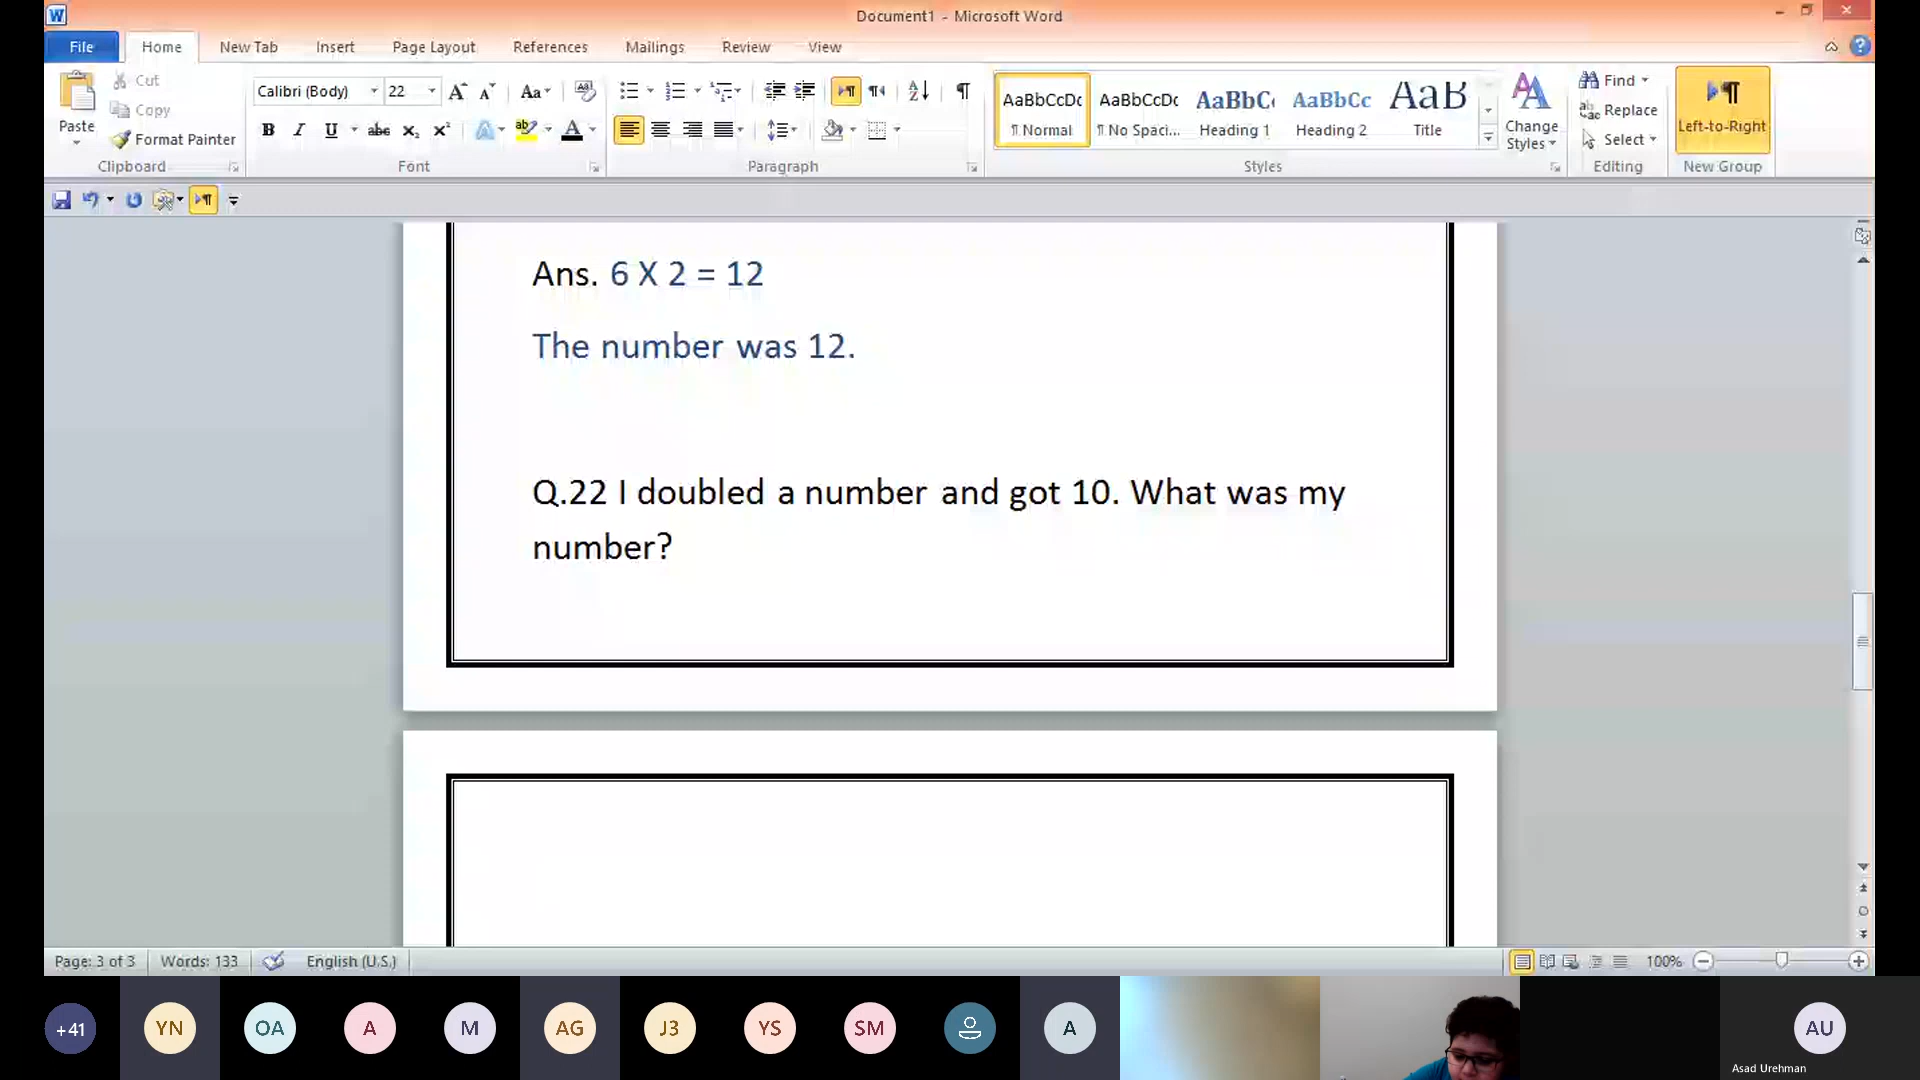 Document1 - Microsoft Word
File Home New Tab Insert Page Layout References Mailings Review View
Paste
Cut
Copy
Format Painter
Clipboard
Calibri (Body) 22
Font
Paragraph
AaBbCcDc AaBbCcDc AaBbC AaBbCc AaB
¶ Normal ¶ No Spaci... Heading 1 Heading 2 Title
Styles
Change
Styles
Find
Replace
Select
Editing
Left-to-Right
New Group
Ans. 6 X 2 = 12
The number was 12.
Q.22 I doubled a number and got 10. What was my
number?
Page: 3 of 3 Words: 133 English (U.S.) 100%
+41 YN OA A M AG J3 YS SM A AU
Asad Urehman